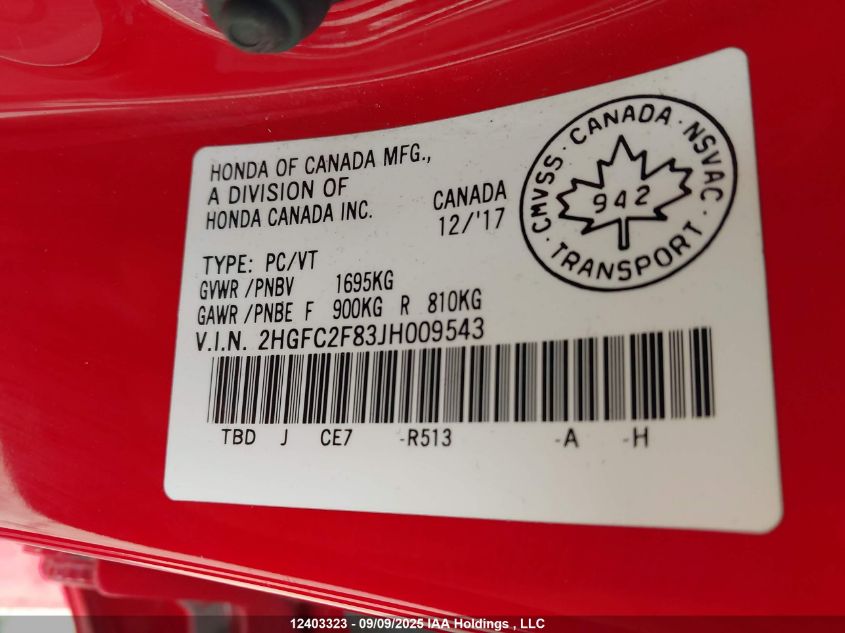 HONDA OF CANADA MFG.,
A DIVISION OF
HONDA CANADA INC.
CANADA
12/'17
CMVSS · CANADA · NSVAC · TRANSPORT ·
942
TYPE: PC/VT
GVWR /PNBV 1695KG
GAWR /PNBE F 900KG R 810KG
V.I.N. 2HGFC2F83JH009543
TBD J CE7 -R513 -A -H
12403323 - 09/09/2025 IAA Holdings , LLC